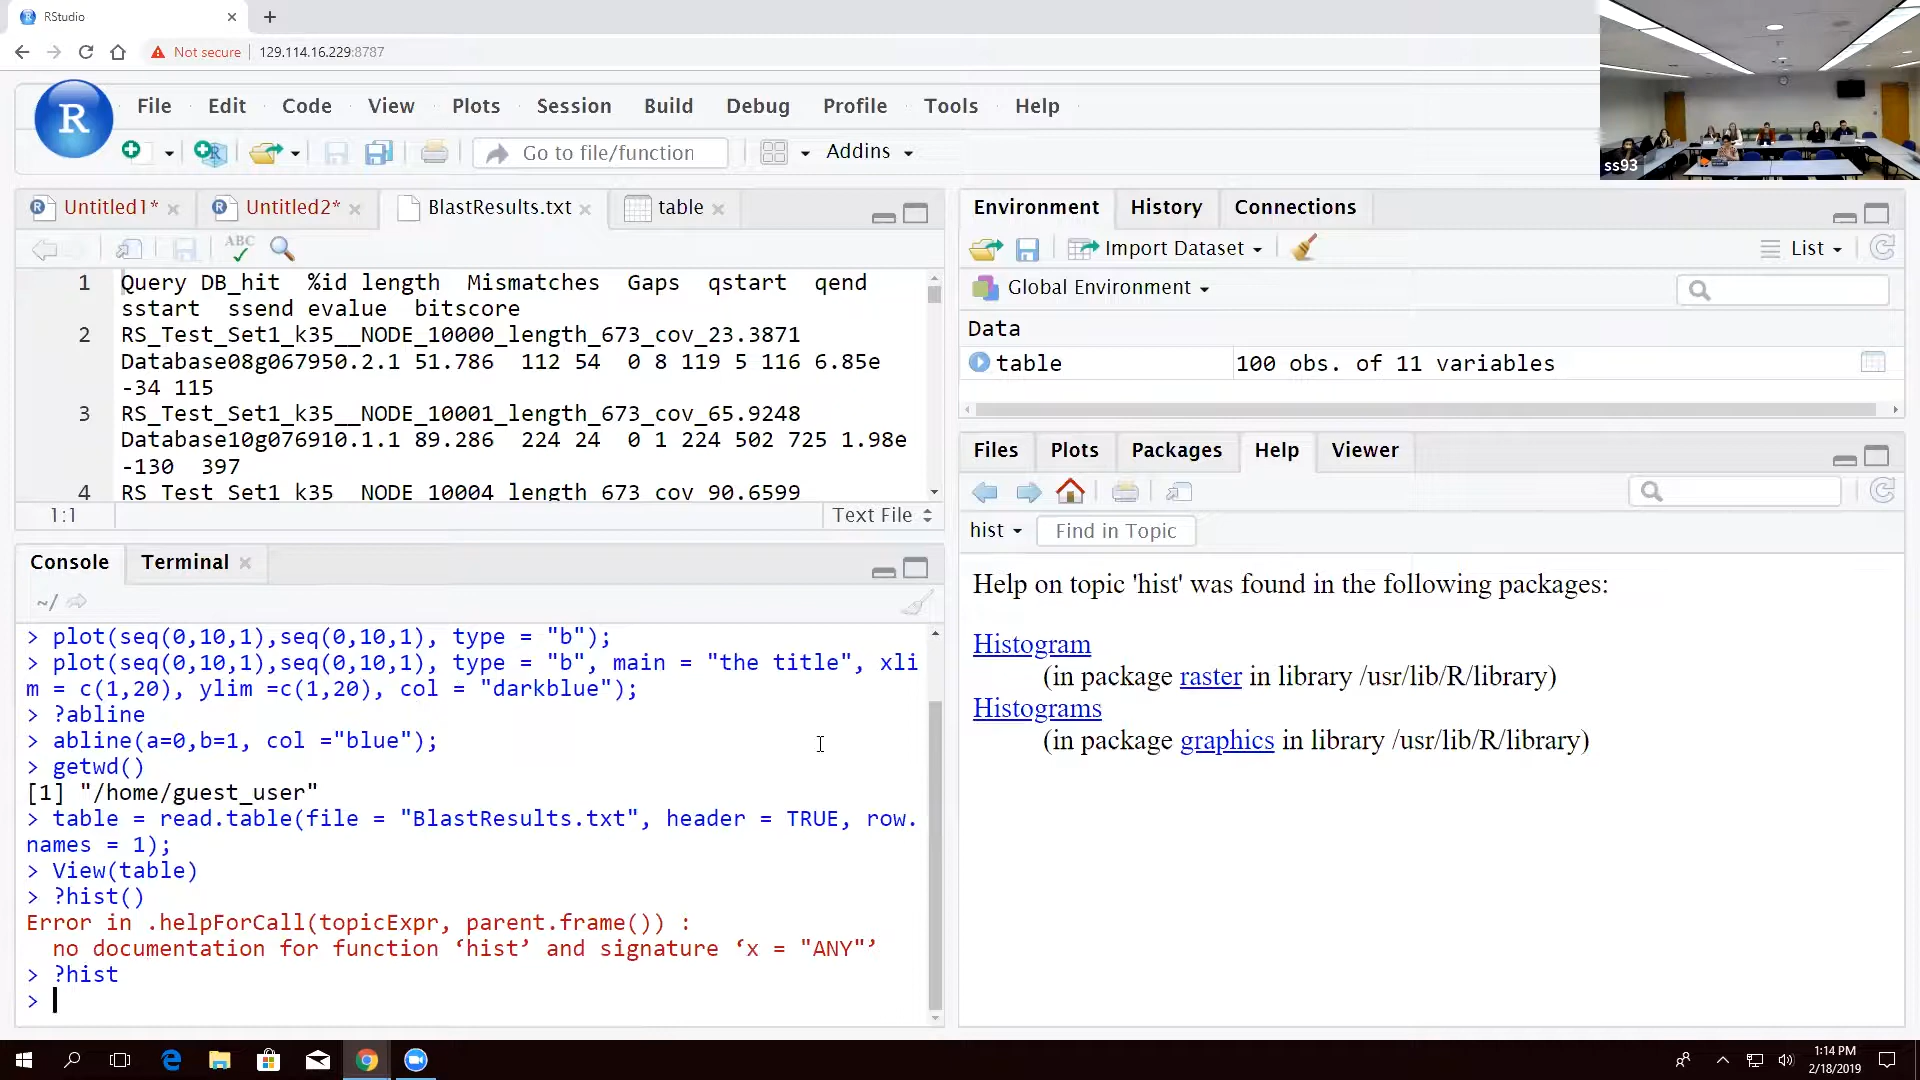 RStudio
Not secure 129.114.16.229:8787
ss93
R
File Edit Code View Plots Session Build Debug Profile Tools Help
Go to file/function Addins
Untitled1* Untitled2* BlastResults.txt table
ABC
1 Query DB_hit %id length Mismatches Gaps qstart qend
sstart ssend evalue bitscore
2 RS_Test_Set1_k35__NODE_10000_length_673_cov_23.3871
Database08g067950.2.1 51.786 112 54 0 8 119 5 116 6.85e
-34 115
3 RS_Test_Set1_k35__NODE_10001_length_673_cov_65.9248
Database10g076910.1.1 89.286 224 24 0 1 224 502 725 1.98e
-130 397
4 RS_Test_Set1_k35__NODE_10004_length_673_cov_90.6599
1:1 Text File
Console Terminal
~/
> plot(seq(0,10,1),seq(0,10,1), type = "b");
> plot(seq(0,10,1),seq(0,10,1), type = "b", main = "the title", xli
m = c(1,20), ylim =c(1,20), col = "darkblue");
> ?abline
> abline(a=0,b=1, col ="blue");
> getwd()
[1] "/home/guest_user"
> table = read.table(file = "BlastResults.txt", header = TRUE, row.
names = 1);
> View(table)
> ?hist()
Error in .helpForCall(topicExpr, parent.frame()) :
no documentation for function ‘hist’ and signature ‘x = "ANY"’
> ?hist
>
Environment History Connections
Import Dataset List
Global Environment
Data
table 100 obs. of 11 variables
Files Plots Packages Help Viewer
hist Find in Topic
Help on topic 'hist' was found in the following packages:
Histogram
(in package raster in library /usr/lib/R/library)
Histograms
(in package graphics in library /usr/lib/R/library)
1:14 PM
2/18/2019